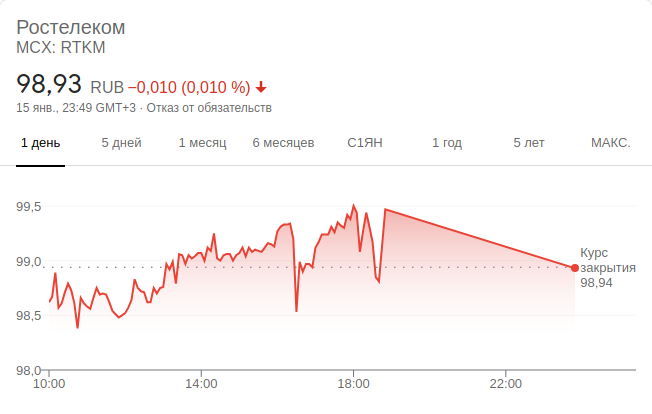 Ростелеком
MCX: RTKM
98,93 RUB −0,010 (0,010 %)
15 янв., 23:49 GMT+3 · Отказ от обязательств
1 день 5 дней 1 месяц 6 месяцев С1ЯН 1 год 5 лет МАКС.
99,5
99,0
98,5
98,0
Курс
закрытия
98,94
10:00 14:00 18:00 22:00